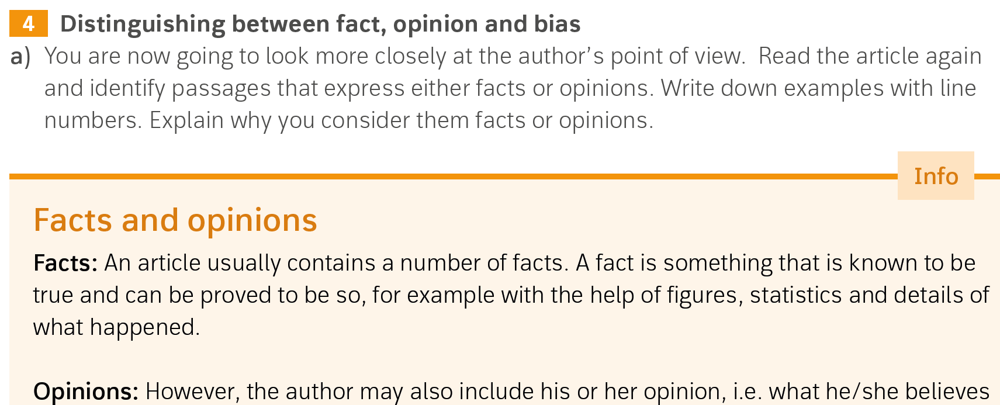 4 Distinguishing between fact, opinion and bias
a) You are now going to look more closely at the author’s point of view. Read the article again
and identify passages that express either facts or opinions. Write down examples with line
numbers. Explain why you consider them facts or opinions.
Info
Facts and opinions
Facts: An article usually contains a number of facts. A fact is something that is known to be
true and can be proved to be so, for example with the help of figures, statistics and details of
what happened.
Opinions: However, the author may also include his or her opinion, i.e. what he/she believes